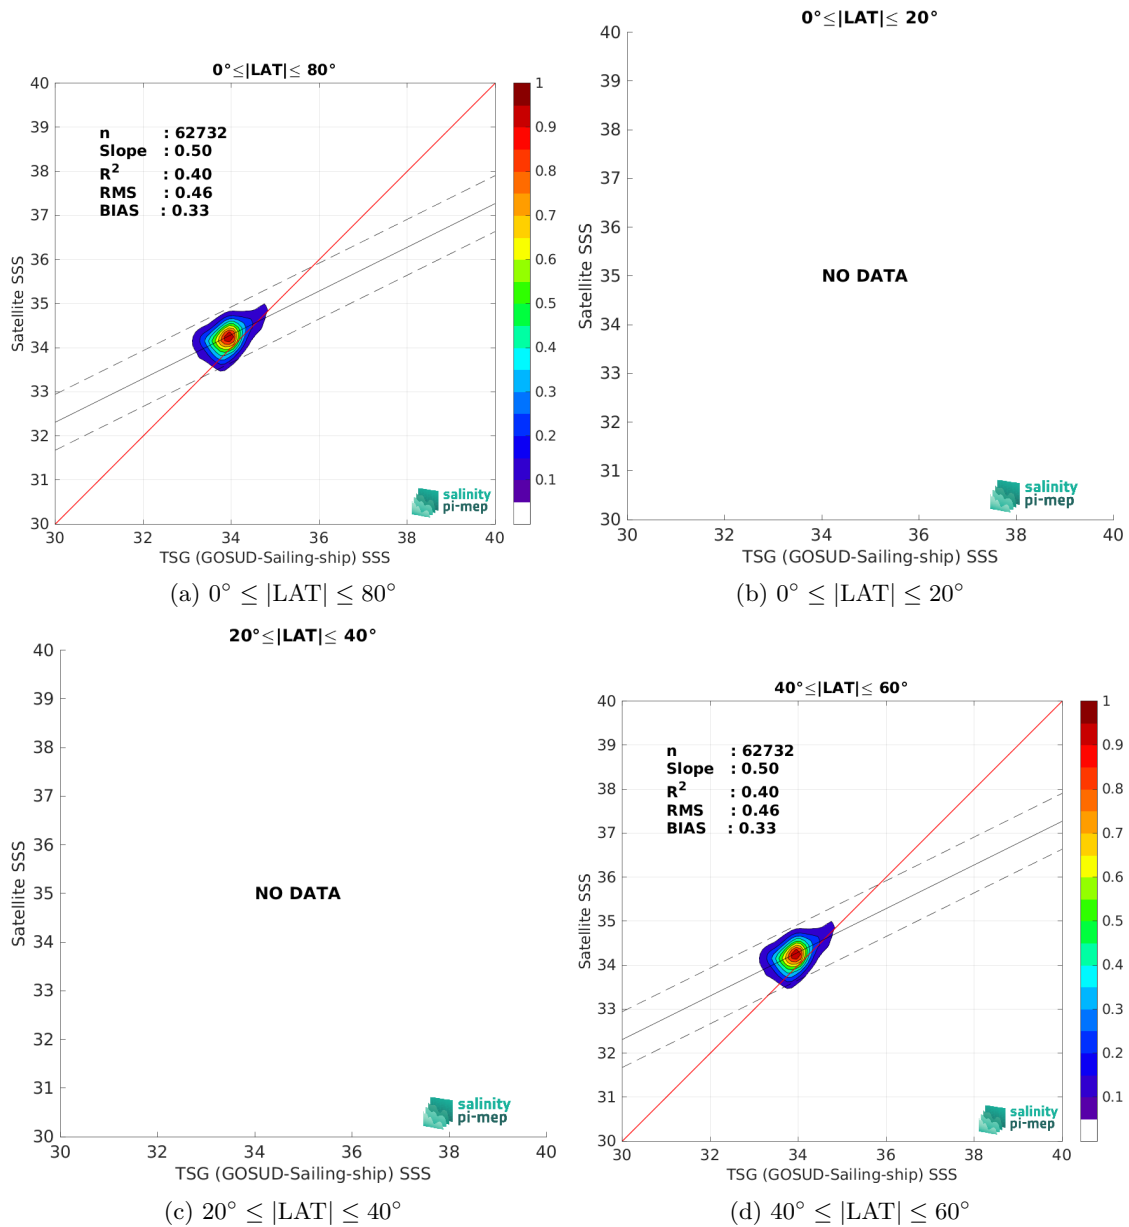 0°≤|LAT|≤ 80°
n : 62732
Slope : 0.50
R² : 0.40
RMS : 0.46
BIAS : 0.33
40
39
38
37
36
35
34
33
32
31
30
Satellite SSS
30 32 34 36 38 40
TSG (GOSUD-Sailing-ship) SSS
1
0.9
0.8
0.7
0.6
0.5
0.4
0.3
0.2
0.1
salinity
pi-mep
(a) 0° ≤ |LAT| ≤ 80°
0°≤|LAT|≤ 20°
40
39
38
37
36
35
34
33
32
31
30
Satellite SSS
NO DATA
30 32 34 36 38 40
TSG (GOSUD-Sailing-ship) SSS
salinity
pi-mep
(b) 0° ≤ |LAT| ≤ 20°
20°≤|LAT|≤ 40°
40
39
38
37
36
35
34
33
32
31
30
Satellite SSS
NO DATA
30 32 34 36 38 40
TSG (GOSUD-Sailing-ship) SSS
salinity
pi-mep
(c) 20° ≤ |LAT| ≤ 40°
40°≤|LAT|≤ 60°
n : 62732
Slope : 0.50
R² : 0.40
RMS : 0.46
BIAS : 0.33
40
39
38
37
36
35
34
33
32
31
30
Satellite SSS
30 32 34 36 38 40
TSG (GOSUD-Sailing-ship) SSS
1
0.9
0.8
0.7
0.6
0.5
0.4
0.3
0.2
0.1
salinity
pi-mep
(d) 40° ≤ |LAT| ≤ 60°